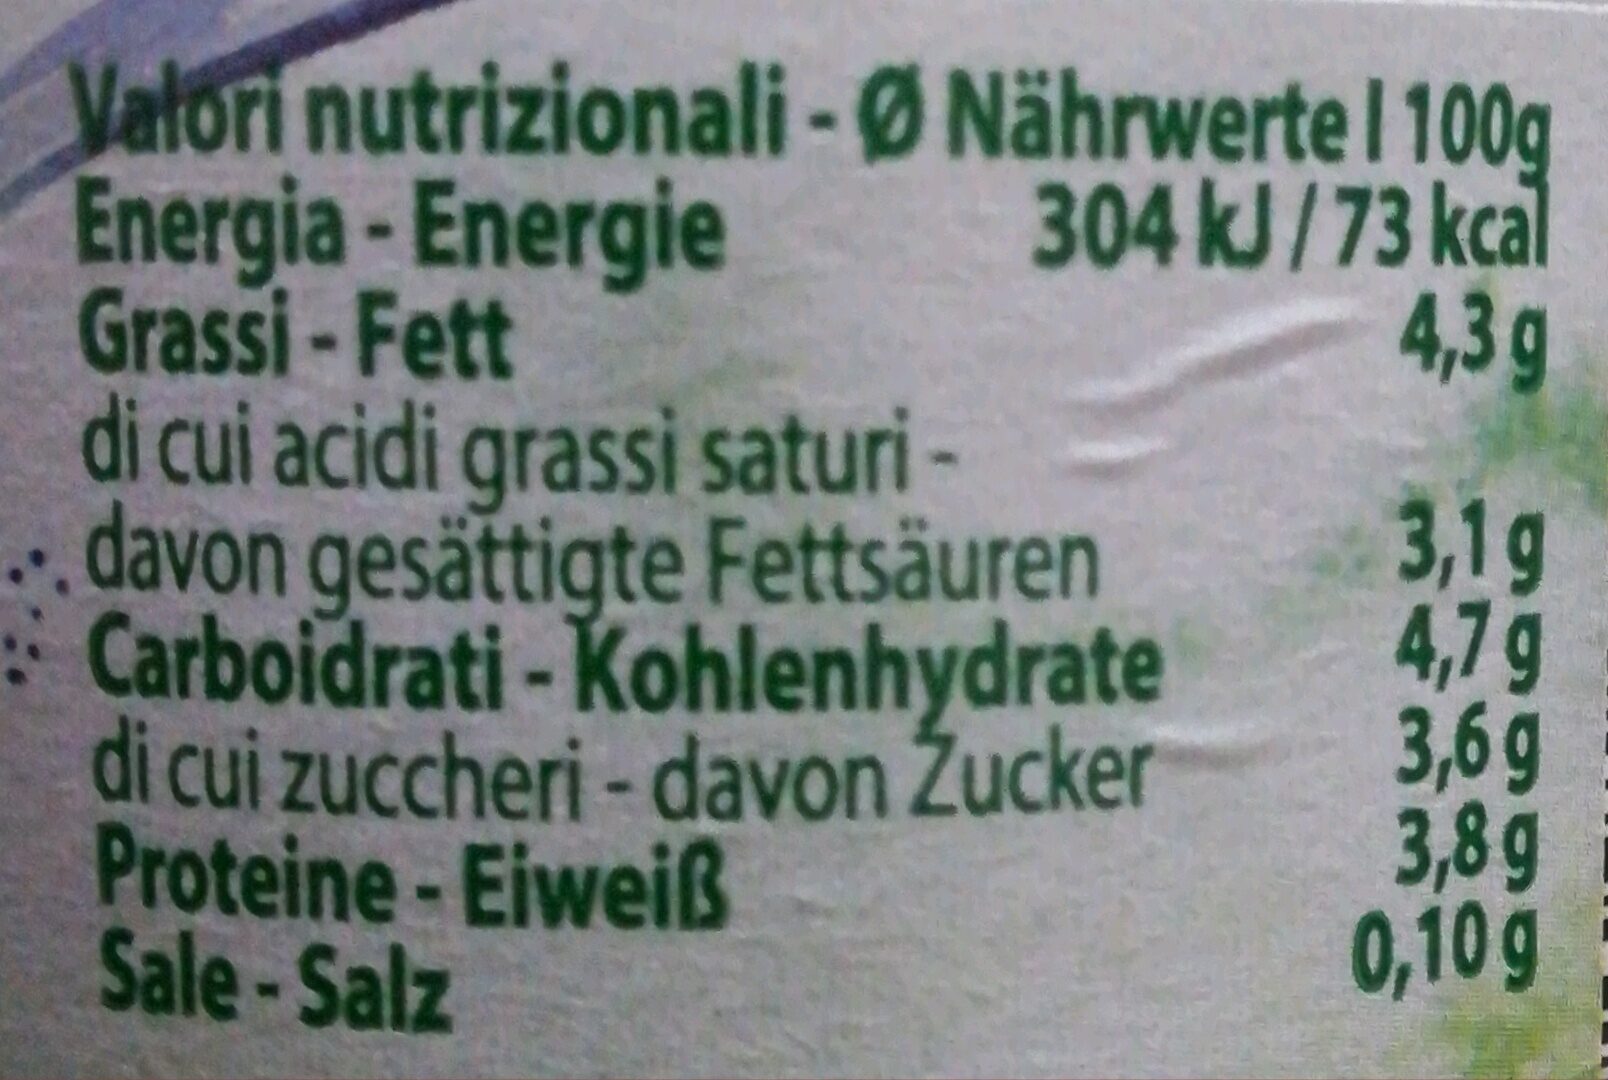 Valori nutrizionali - Ø Nährwerte I 100g
Energia - Energie 304 kJ / 73 kcal
Grassi - Fett 4,3 g
di cui acidi grassi saturi -
davon gesättigte Fettsäuren 3,1 g
Carboidrati - Kohlenhydrate 4,7 g
di cui zuccheri - davon Zucker 3,6 g
Proteine - Eiweiß 3,8 g
Sale - Salz 0,10 g